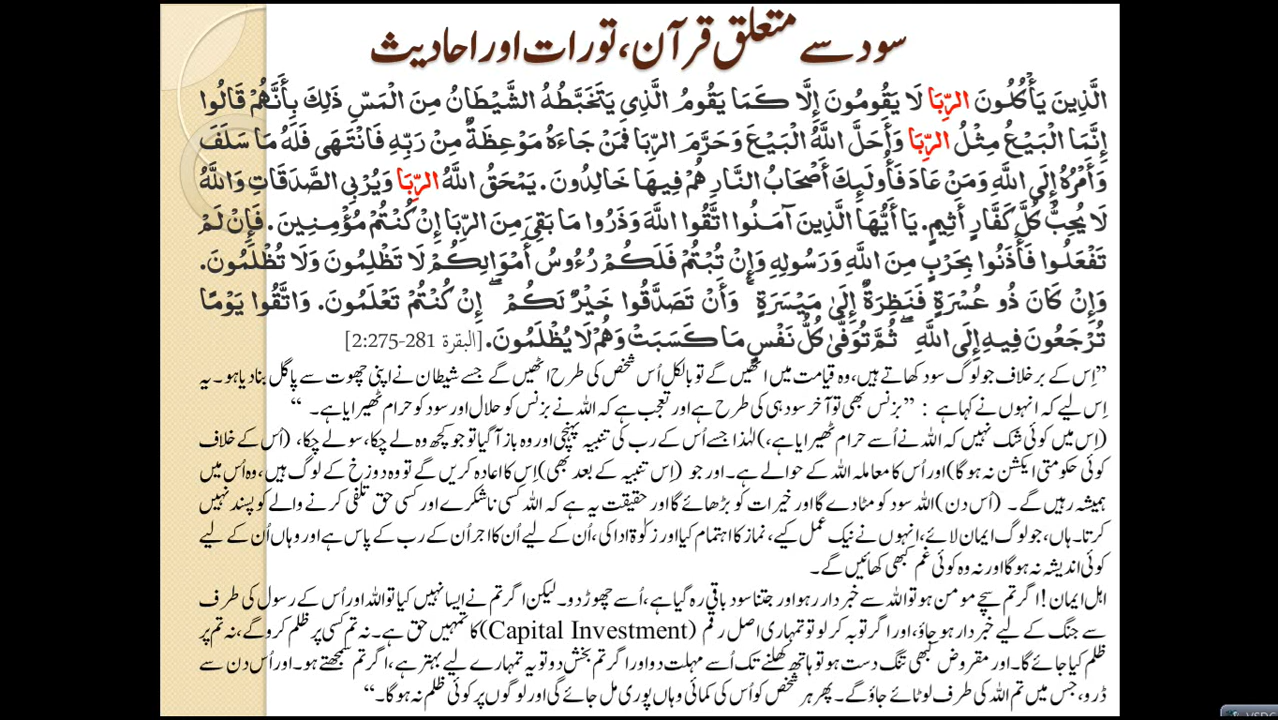 سود سے متعلق قرآن، تورات اور احادیث
الَّذِينَ يَأْكُلُونَ الرِّبَا لَا يَقُومُونَ إِلَّا كَمَا يَقُومُ الَّذِي يَتَخَبَّطُهُ الشَّيْطَانُ مِنَ الْمَسِّ ذَلِكَ بِأَنَّهُمْ قَالُوا
إِنَّمَا الْبَيْعُ مِثْلُ الرِّبَا وَأَحَلَّ اللَّهُ الْبَيْعَ وَحَرَّمَ الرِّبَا فَمَنْ جَاءَهُ مَوْعِظَةٌ مِنْ رَبِّهِ فَانْتَهَى فَلَهُ مَا سَلَفَ
وَأَمْرُهُ إِلَى اللَّهِ وَمَنْ عَادَ فَأُولَئِكَ أَصْحَابُ النَّارِ هُمْ فِيهَا خَالِدُونَ. يَمْحَقُ اللَّهُ الرِّبَا وَيُرْبِي الصَّدَقَاتِ وَاللَّهُ
لَا يُحِبُّ كُلَّ كَفَّارٍ أَثِيمٍ. يَا أَيُّهَا الَّذِينَ آمَنُوا اتَّقُوا اللَّهَ وَذَرُوا مَا بَقِيَ مِنَ الرِّبَا إِنْ كُنْتُمْ مُؤْمِنِينَ. فَإِنْ لَمْ
تَفْعَلُوا فَأْذَنُوا بِحَرْبٍ مِنَ اللَّهِ وَرَسُولِهِ وَإِنْ تُبْتُمْ فَلَكُمْ رُءُوسُ أَمْوَالِكُمْ لَا تَظْلِمُونَ وَلَا تُظْلَمُونَ.
وَإِنْ كَانَ ذُو عُسْرَةٍ فَنَظِرَةٌ إِلَىٰ مَيْسَرَةٍ ۚ وَأَنْ تَصَدَّقُوا خَيْرٌ لَكُمْ ۖ إِنْ كُنْتُمْ تَعْلَمُونَ. وَاتَّقُوا يَوْمًا
تُرْجَعُونَ فِيهِ إِلَى اللَّهِ ۖ ثُمَّ تُوَفَّىٰ كُلُّ نَفْسٍ مَا كَسَبَتْ وَهُمْ لَا يُظْلَمُونَ. [البقرة 281-2:275]
”اِس کے برخلاف جو لوگ سود کھاتے ہیں، وہ قیامت میں اٹھیں گے تو بالکل اُس شخص کی طرح اٹھیں گے جسے شیطان نے اپنی چھوت سے پاگل بنا دیا ہو۔ یہ
اِس لیے کہ انہوں نے کہا ہے : ”بزنس بھی تو آخر سود ہی کی طرح ہے اور تعجب ہے کہ اللہ نے بزنس کو حلال اور سود کو حرام ٹھیرایا ہے۔ “
(اِس میں کوئی شک نہیں کہ اللہ نے اُسے حرام ٹھیرایا ہے،) لہٰذا جسے اُس کے رب کی تنبیہ پہنچی اور وہ باز آ گیا تو جو کچھ وہ لے چکا، سو لے چکا، (اُس کے خلاف
کوئی حکومتی ایکشن نہ ہو گا) اور اُس کا معاملہ اللہ کے حوالے ہے۔ اور جو (اِس تنبیہ کے بعد بھی) اِس کا اعادہ کریں گے تو وہ دوزخ کے لوگ ہیں، وہ اُس میں
ہمیشہ رہیں گے۔ (اُس دن) اللہ سود کو مٹا دے گا اور خیرات کو بڑھائے گا اور حقیقت یہ ہے کہ اللہ کسی ناشکرے اور کسی حق تلفی کرنے والے کو پسند نہیں
کرتا۔ ہاں، جو لوگ ایمان لائے، انہوں نے نیک عمل کیے، نماز کا اہتمام کیا اور زکوٰۃ ادا کی، اُن کے لیے اُن کا اجر اُن کے رب کے پاس ہے اور وہاں اُن کے لیے
کوئی اندیشہ نہ ہو گا اور نہ وہ کوئی غم کبھی کھائیں گے۔
اہل ایمان! اگر تم سچے مومن ہو تو اللہ سے خبردار رہو اور جتنا سود باقی رہ گیا ہے، اُسے چھوڑ دو۔ لیکن اگر تم نے ایسا نہیں کیا تو اللہ اور اُس کے رسول کی طرف
سے جنگ کے لیے خبردار ہو جاؤ، اور اگر توبہ کر لو تو تمہاری اصل رقم (Capital Investment) کا تمہیں حق ہے۔ نہ تم کسی پر ظلم کرو گے، نہ تم پر
ظلم کیا جائے گا۔ اور مقروض کبھی تنگ دست ہو تو ہاتھ کھلنے تک اُسے مہلت دو اور اگر تم بخش دو تو یہ تمہارے لیے بہتر ہے، اگر تم سمجھتے ہو۔ اور اُس دن سے
ڈرو، جس میں تم اللہ کی طرف لوٹائے جاؤ گے۔ پھر ہر شخص کو اُس کی کمائی وہاں پوری مل جائے گی اور لوگوں پر کوئی ظلم نہ ہو گا۔“